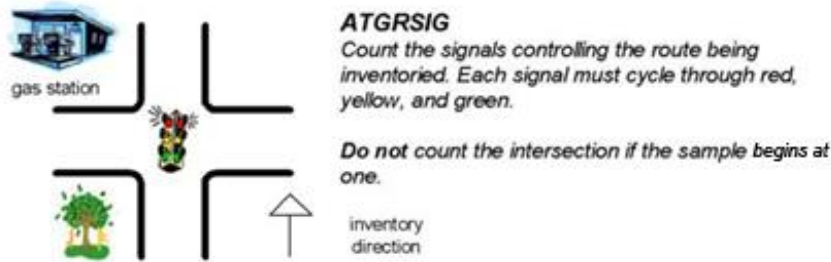 ATGRSIG
Count the signals controlling the route being
inventoried. Each signal must cycle through red,
yellow, and green.
Do not count the intersection if the sample begins at
one.
gas station
inventory
direction